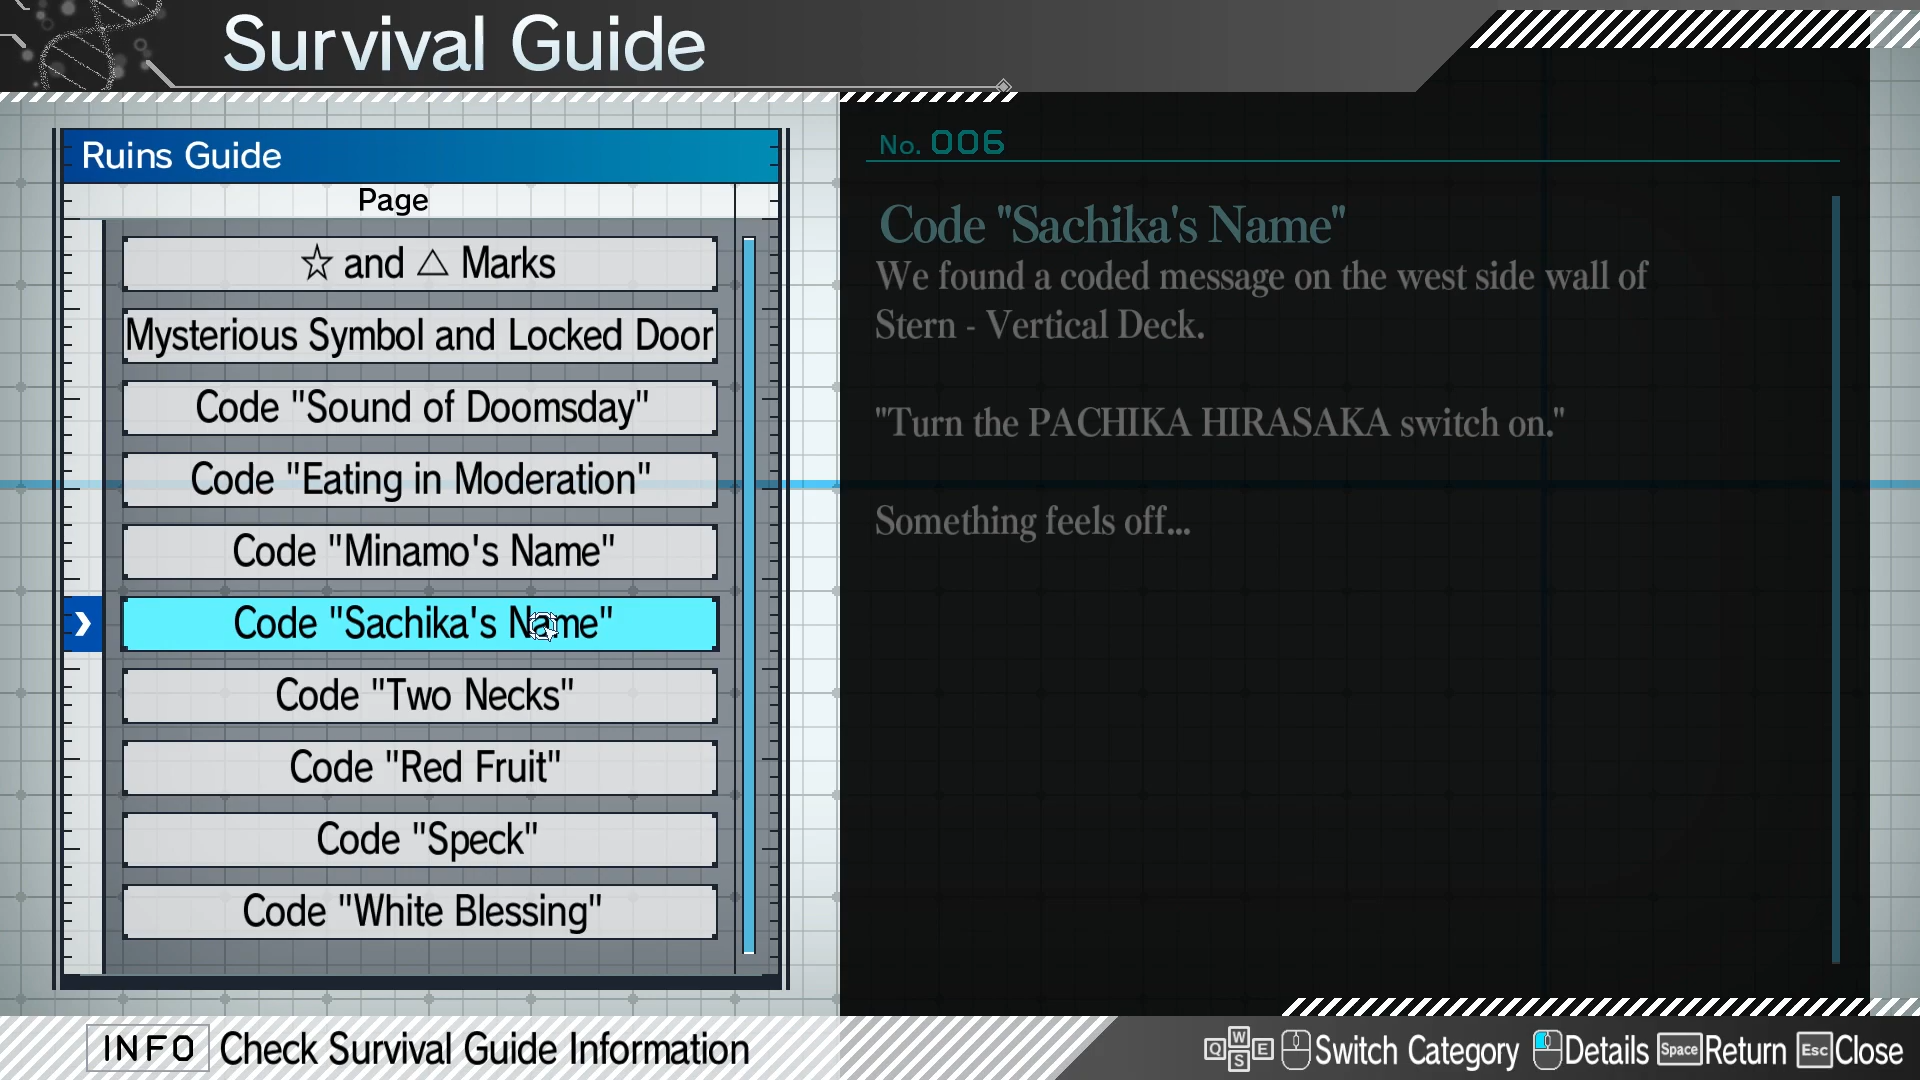 Survival Guide
Ruins Guide
Page
☆ and △ Marks
Mysterious Symbol and Locked Door
Code "Sound of Doomsday"
Code "Eating in Moderation"
Code "Minamo's Name"
Code "Sachika's Name"
Code "Two Necks"
Code "Red Fruit"
Code "Speck"
Code "White Blessing"
No. 006
Code "Sachika's Name"
We found a coded message on the west side wall of
Stern - Vertical Deck.
"Turn the PACHIKA HIRASAKA switch on."
Something feels off...
INFO Check Survival Guide Information
Q W S E Switch Category Details Space Return Esc Close